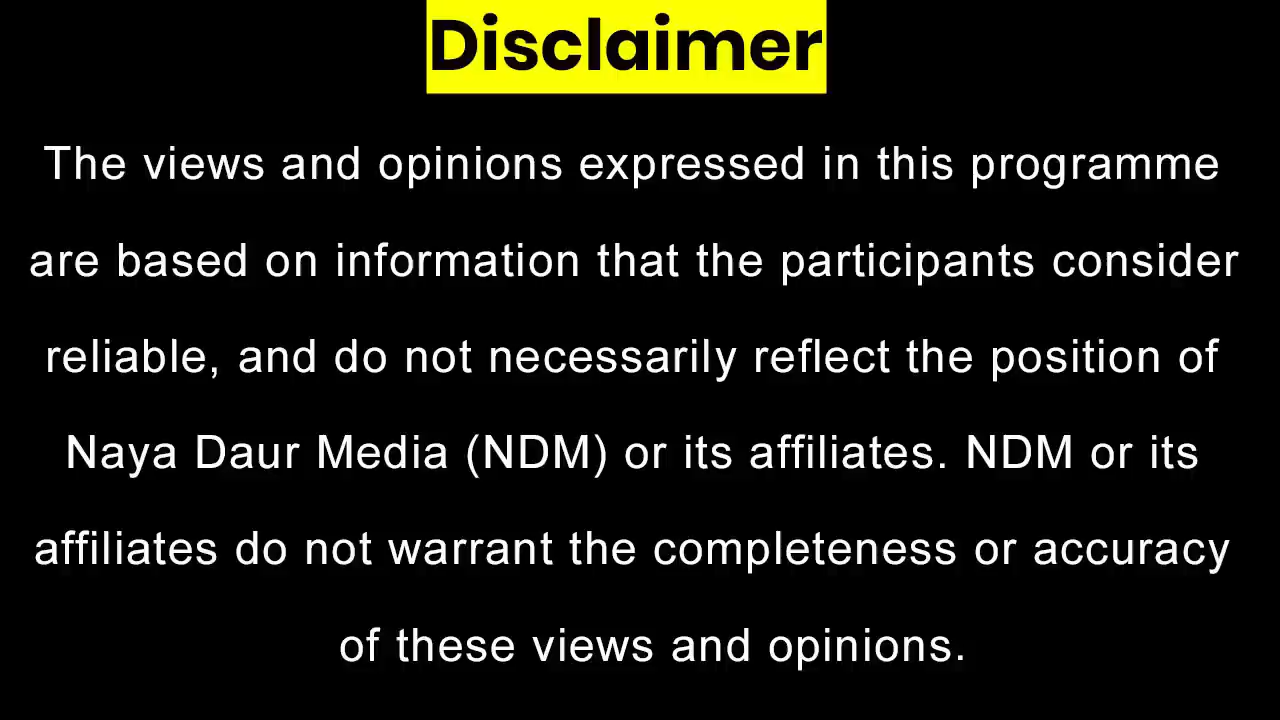 Disclaimer
The views and opinions expressed in this programme
are based on information that the participants consider
reliable, and do not necessarily reflect the position of
Naya Daur Media (NDM) or its affiliates. NDM or its
affiliates do not warrant the completeness or accuracy
of these views and opinions.